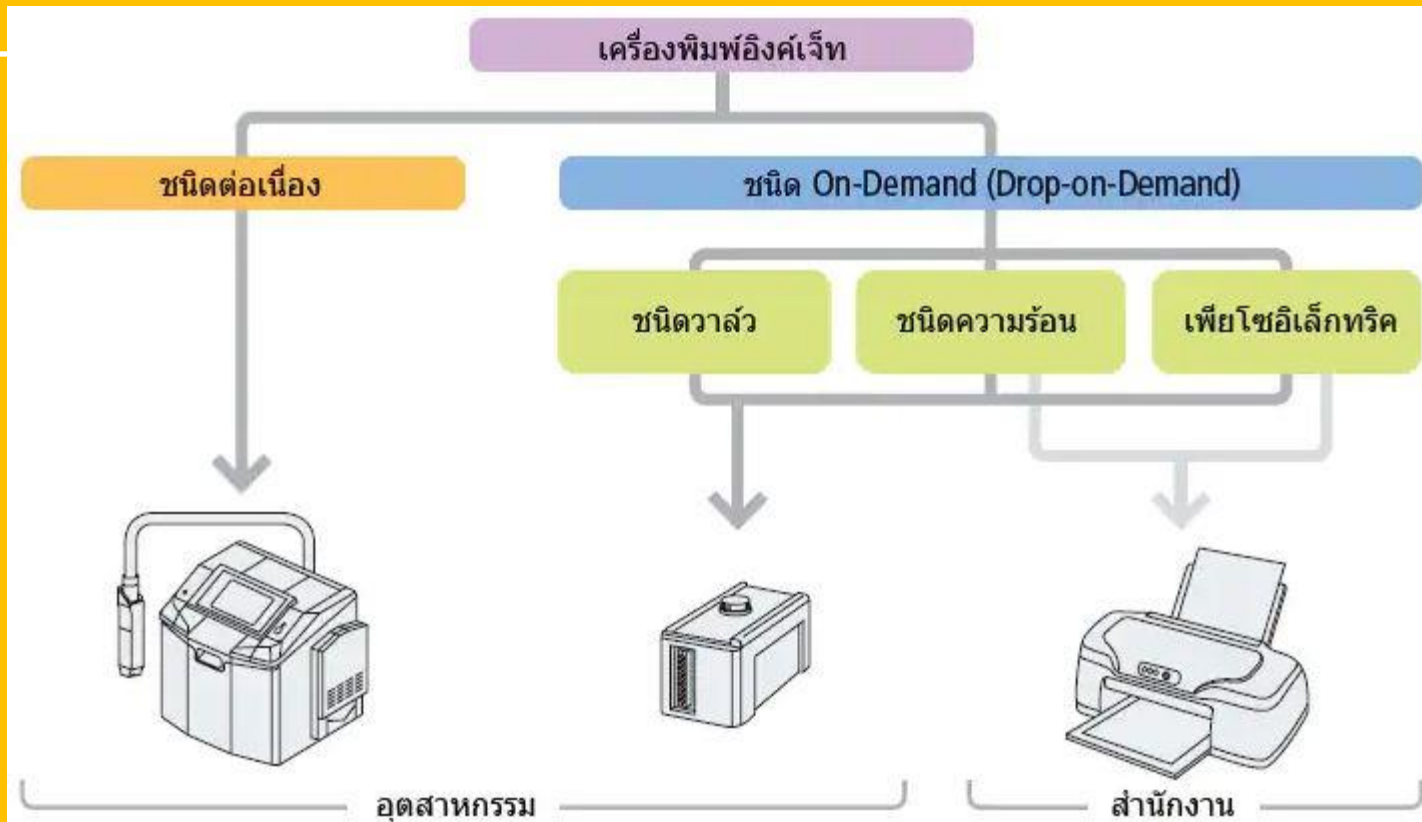 เครื่องพิมพ์อิงค์เจ็ท
ชนิดต่อเนื่อง
ชนิด On-Demand (Drop-on-Demand)
ชนิดวาล์ว
ชนิดความร้อน
เพียโซอิเล็กทริค
อุตสาหกรรม
สำนักงาน